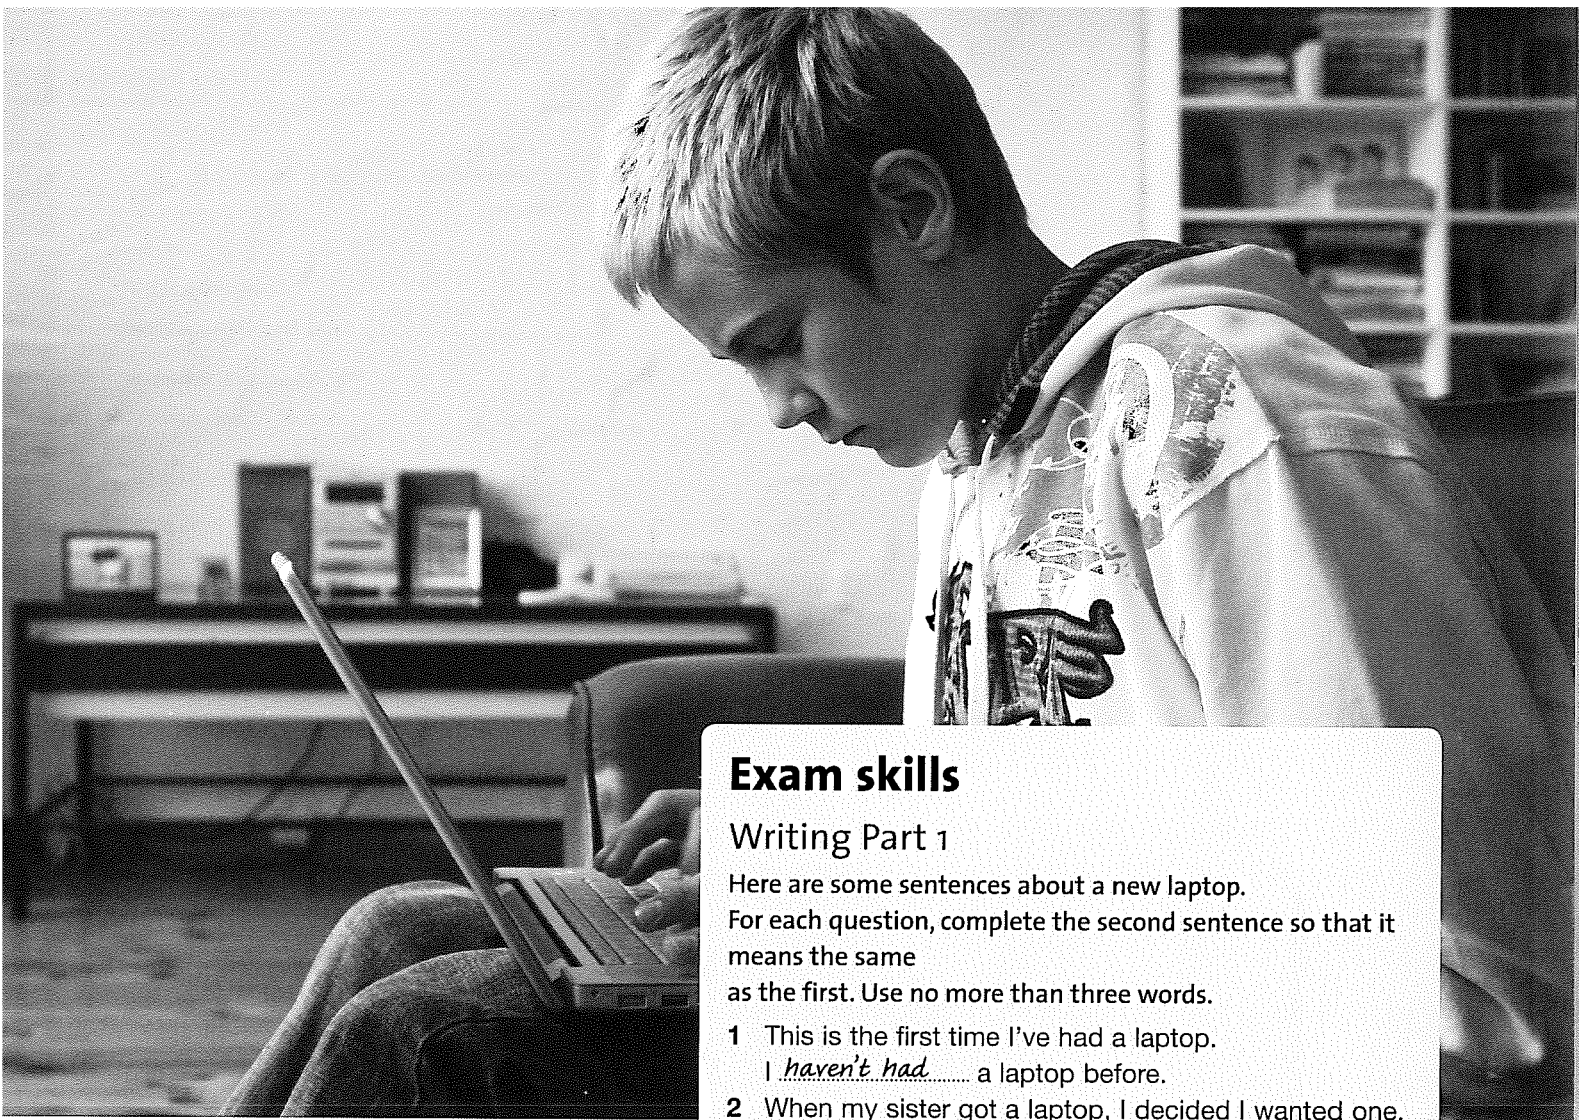 Exam skills
Writing Part 1
Here are some sentences about a new laptop.
For each question, complete the second sentence so that it
means the same
as the first. Use no more than three words.
1 This is the first time I've had a laptop.
I haven't had a laptop before.
2 When my sister got a laptop, I decided I wanted one.